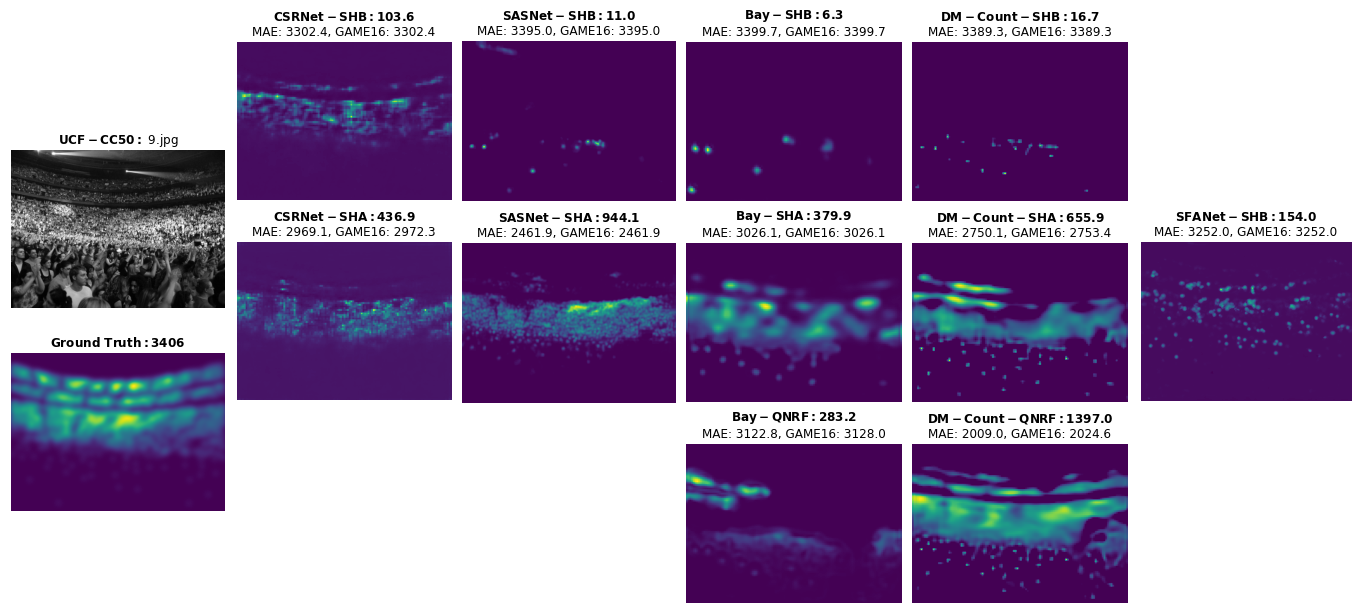 CSRNet − SHB : 103.6
MAE: 3302.4, GAME16: 3302.4
SASNet − SHB : 11.0
MAE: 3395.0, GAME16: 3395.0
Bay − SHB : 6.3
MAE: 3399.7, GAME16: 3399.7
DM − Count − SHB : 16.7
MAE: 3389.3, GAME16: 3389.3
UCF − CC50 : 9.jpg
CSRNet − SHA : 436.9
MAE: 2969.1, GAME16: 2972.3
SASNet − SHA : 944.1
MAE: 2461.9, GAME16: 2461.9
Bay − SHA : 379.9
MAE: 3026.1, GAME16: 3026.1
DM − Count − SHA : 655.9
MAE: 2750.1, GAME16: 2753.4
SFANet − SHB : 154.0
MAE: 3252.0, GAME16: 3252.0
Ground Truth : 3406
Bay − QNRF : 283.2
MAE: 3122.8, GAME16: 3128.0
DM − Count − QNRF : 1397.0
MAE: 2009.0, GAME16: 2024.6